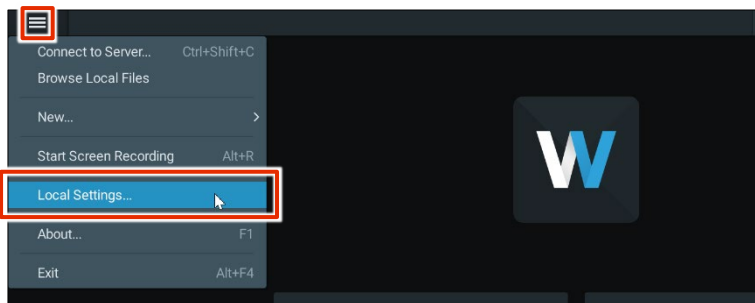 Connect to Server... Ctrl+Shift+C
Browse Local Files
New...
Start Screen Recording Alt+R
Local Settings...
About... F1
Exit Alt+F4
W